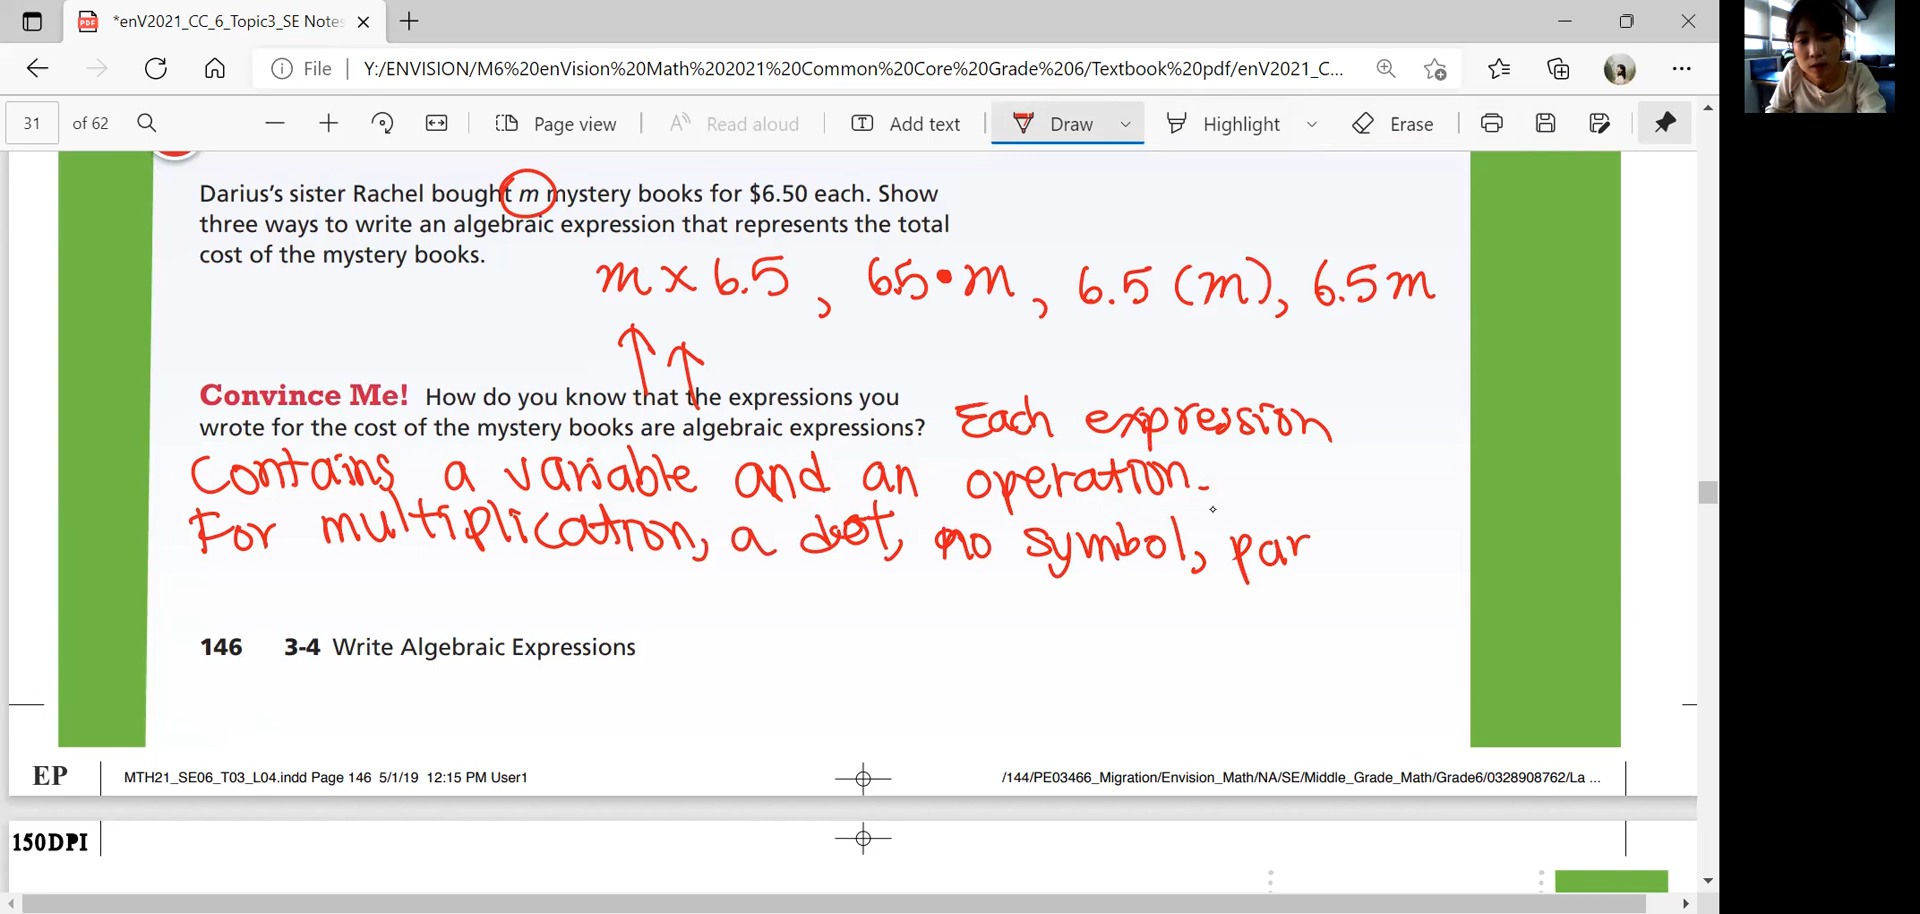 *enV2021_CC_6_Topic3_SE Notes
File Y:/ENVISION/M6%20enVision%20Math%202021%20Common%20Core%20Grade%206/Textbook%20pdf/enV2021_C...
31 of 62 Page view Read aloud Add text Draw Highlight Erase
Darius's sister Rachel bought m mystery books for $6.50 each. Show
three ways to write an algebraic expression that represents the total
cost of the mystery books.
m × 6.5 , 6.5 • m , 6.5 (m), 6.5 m
Convince Me! How do you know that the expressions you
wrote for the cost of the mystery books are algebraic expressions?
Each expression
Contains a variable and an operation.
For multiplication, a dot, no symbol, par
146 3-4 Write Algebraic Expressions
EP MTH21_SE06_T03_L04.indd Page 146 5/1/19 12:15 PM User1 /144/PE03466_Migration/Envision_Math/NA/SE/Middle_Grade_Math/Grade6/0328908762/La ...
150DPI